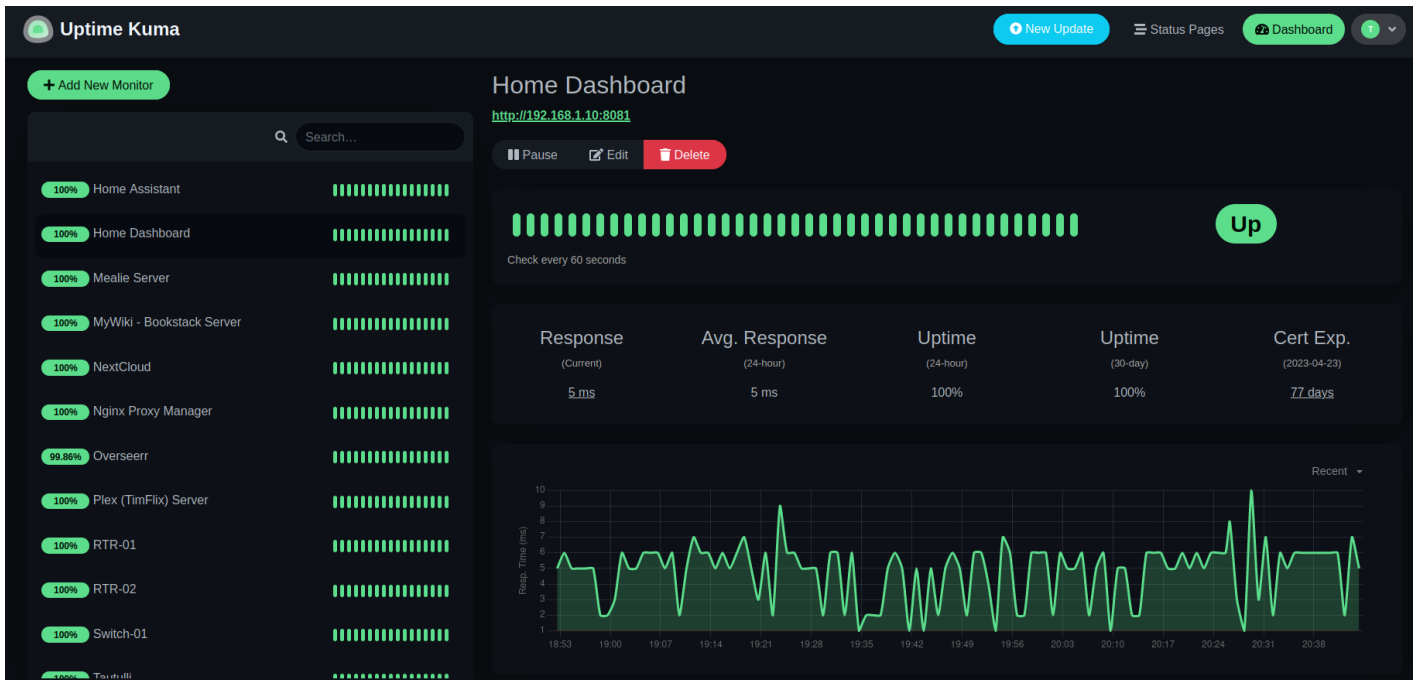 Uptime Kuma
New Update
Status Pages
Dashboard
T
Add New Monitor
Search...
100% Home Assistant
100% Home Dashboard
100% Mealie Server
100% MyWiki - Bookstack Server
100% NextCloud
100% Nginx Proxy Manager
99.86% Overseerr
100% Plex (TimFlix) Server
100% RTR-01
100% RTR-02
100% Switch-01
100% Tautulli
Home Dashboard
http://192.168.1.10:8081
Pause Edit Delete
Up
Check every 60 seconds
Response Avg. Response Uptime Uptime Cert Exp.
(Current) (24-hour) (24-hour) (30-day) (2023-04-23)
5 ms 5 ms 100% 100% 77 days
Recent
Resp. Time (ms)
10
9
8
7
6
5
4
3
2
1
18:53 19:00 19:07 19:14 19:21 19:28 19:35 19:42 19:49 19:56 20:03 20:10 20:17 20:24 20:31 20:38